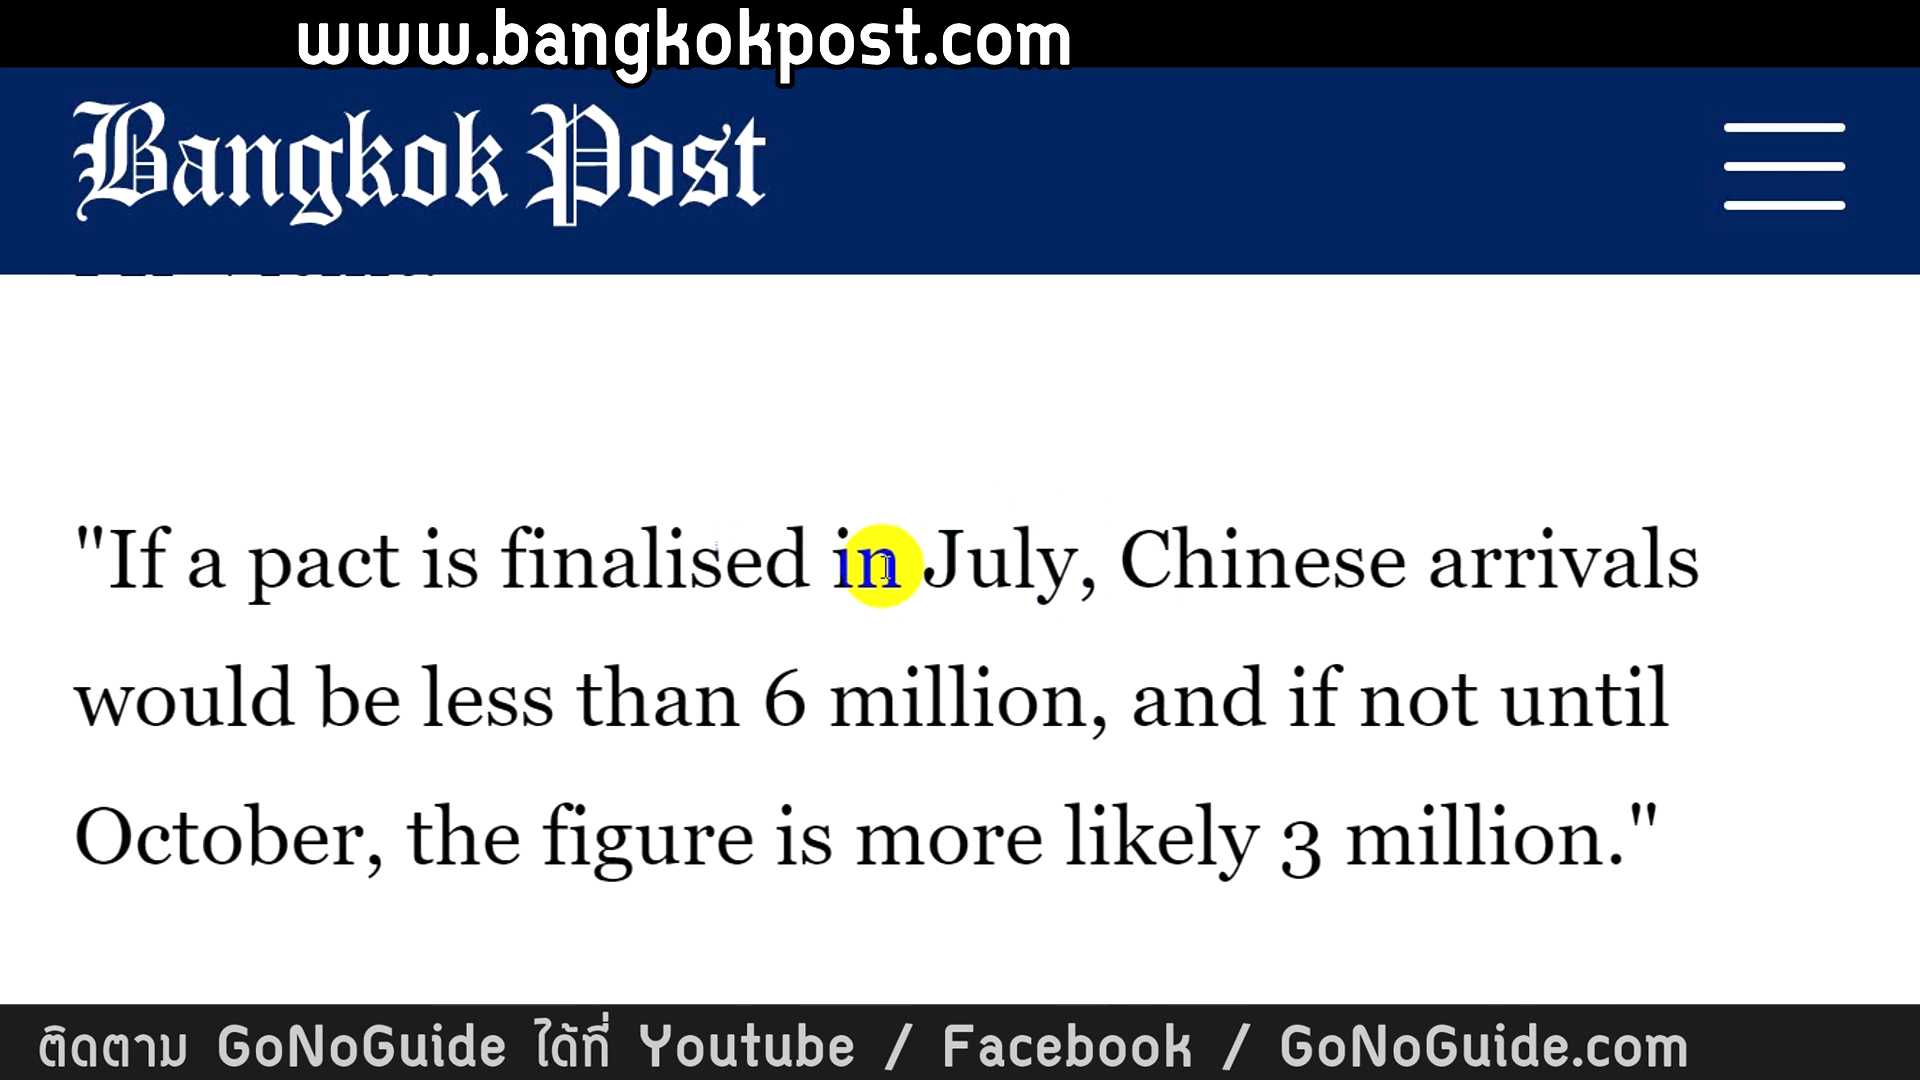 www.bangkokpost.com
Bangkok Post
"If a pact is finalised in July, Chinese arrivals
would be less than 6 million, and if not until
October, the figure is more likely 3 million."
ติดตาม GoNoGuide ได้ที่ Youtube / Facebook / GoNoGuide.com